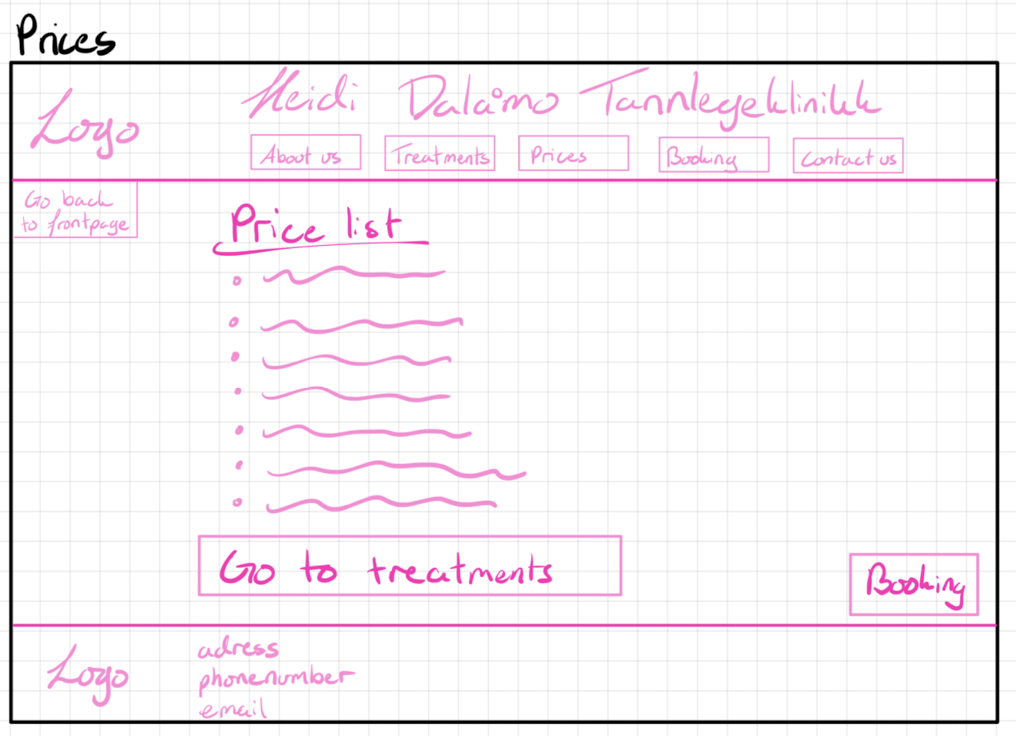 Prices
Logo
Heidi Dalåmo Tannlegeklinikk
About us
Treatments
Prices
Booking
Contact us
Go back
to frontpage
Price list
Go to treatments
Booking
Logo
adress
phonenumber
email